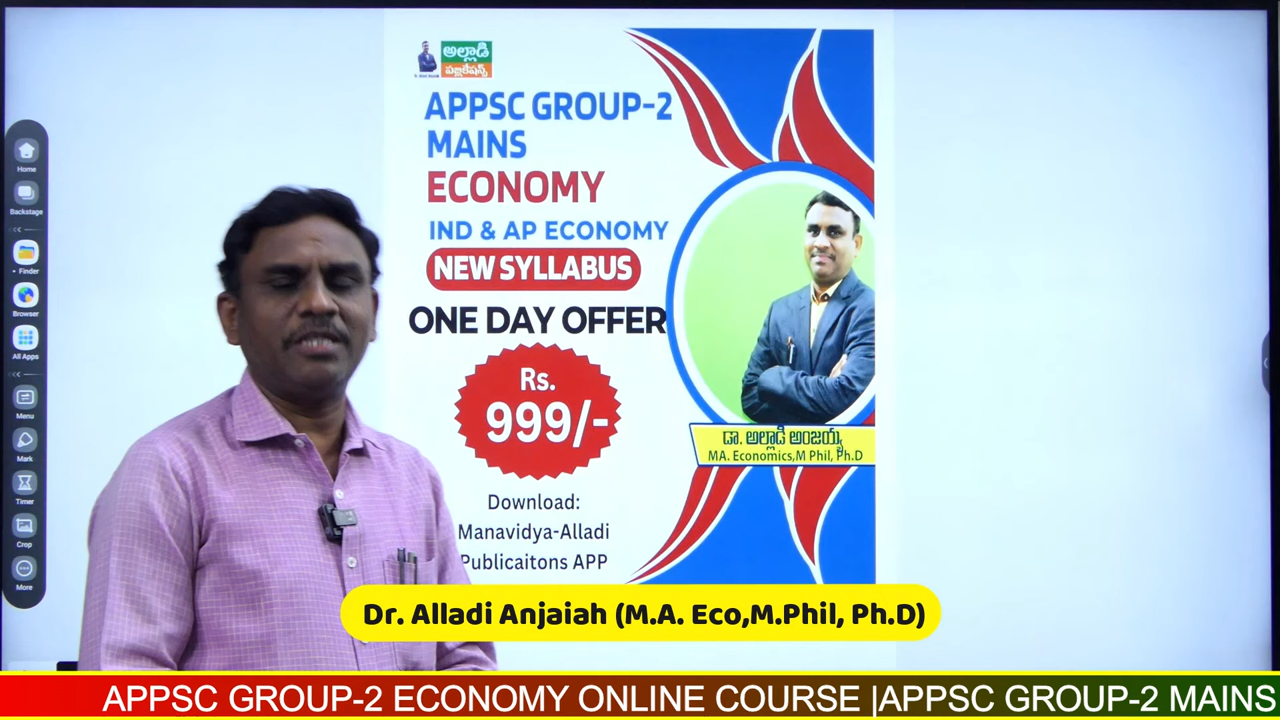 అల్లాడి
పబ్లికేషన్స్
APPSC GROUP-2
MAINS
ECONOMY
IND & AP ECONOMY
NEW SYLLABUS
ONE DAY OFFER
Rs.
999/-
డా. అల్లాడి అంజయ్య
MA. Economics,M Phil, Ph.D
Download:
Manavidya-Alladi
Publicaitons APP
Home
Backstage
Finder
Browser
All Apps
Menu
Mark
Timer
Crop
More
Dr. Alladi Anjaiah (M.A. Eco,M.Phil, Ph.D)
APPSC GROUP-2 ECONOMY ONLINE COURSE |APPSC GROUP-2 MAINS